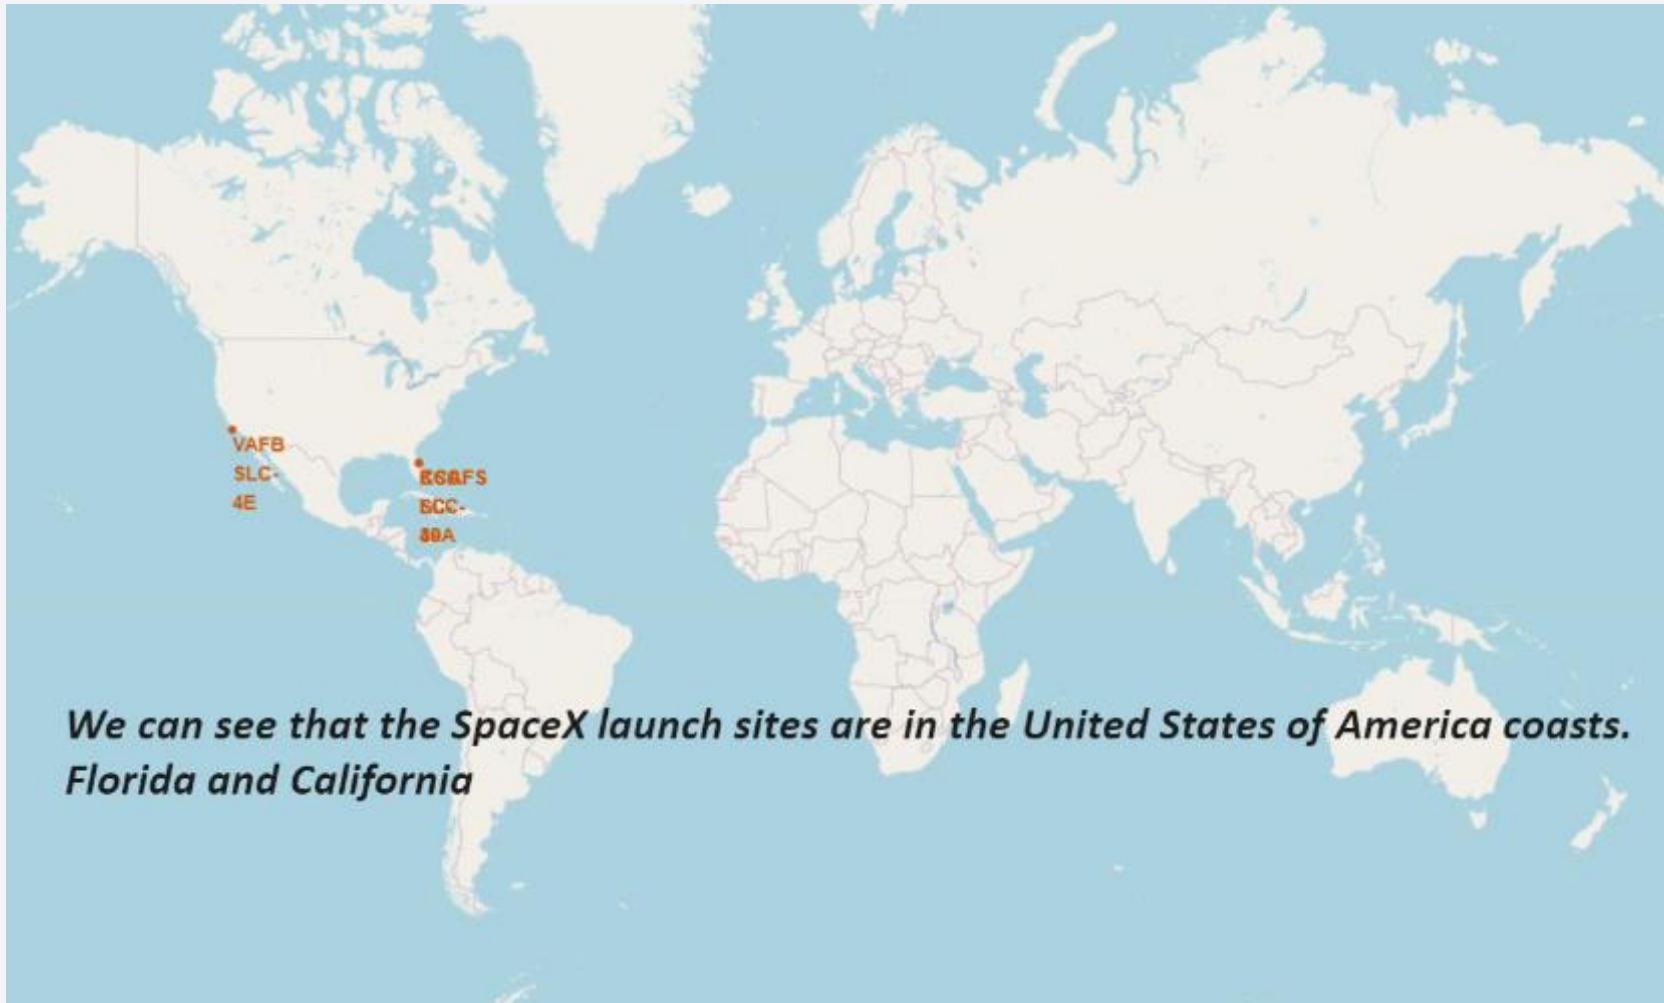 VAFB
SLC-
4E
We can see that the SpaceX launch sites are in the United States of America coasts.
Florida and California